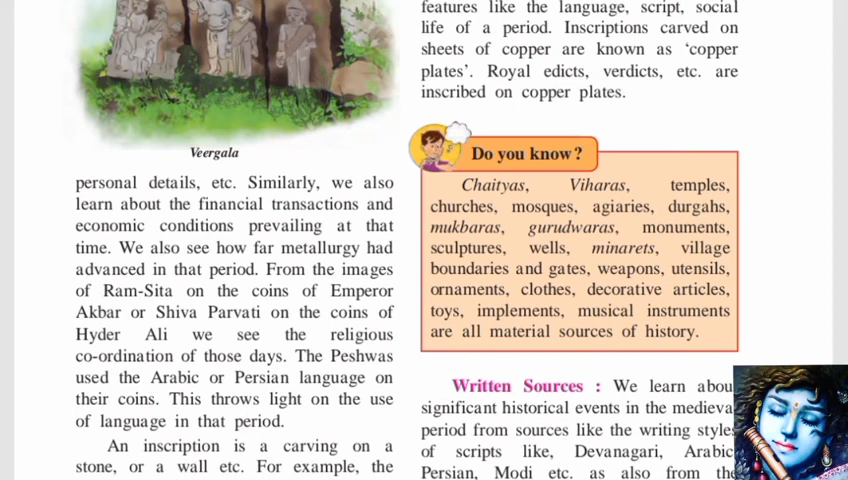 Veergala
personal details, etc. Similarly, we also
learn about the financial transactions and
economic conditions prevailing at that
time. We also see how far metallurgy had
advanced in that period. From the images
of Ram-Sita on the coins of Emperor
Akbar or Shiva Parvati on the coins of
Hyder Ali we see the religious
co-ordination of those days. The Peshwas
used the Arabic or Persian language on
their coins. This throws light on the use
of language in that period.
An inscription is a carving on a
stone, or a wall etc. For example, the
features like the language, script, social
life of a period. Inscriptions carved on
sheets of copper are known as ‘copper
plates’. Royal edicts, verdicts, etc. are
inscribed on copper plates.
Do you know?
Chaityas, Viharas, temples,
churches, mosques, agiaries, durgahs,
mukbaras, gurudwaras, monuments,
sculptures, wells, minarets, village
boundaries and gates, weapons, utensils,
ornaments, clothes, decorative articles,
toys, implements, musical instruments
are all material sources of history.
Written Sources : We learn abou
significant historical events in the medieva
period from sources like the writing styles
of scripts like, Devanagari, Arabic
Persian, Modi etc. as also from the